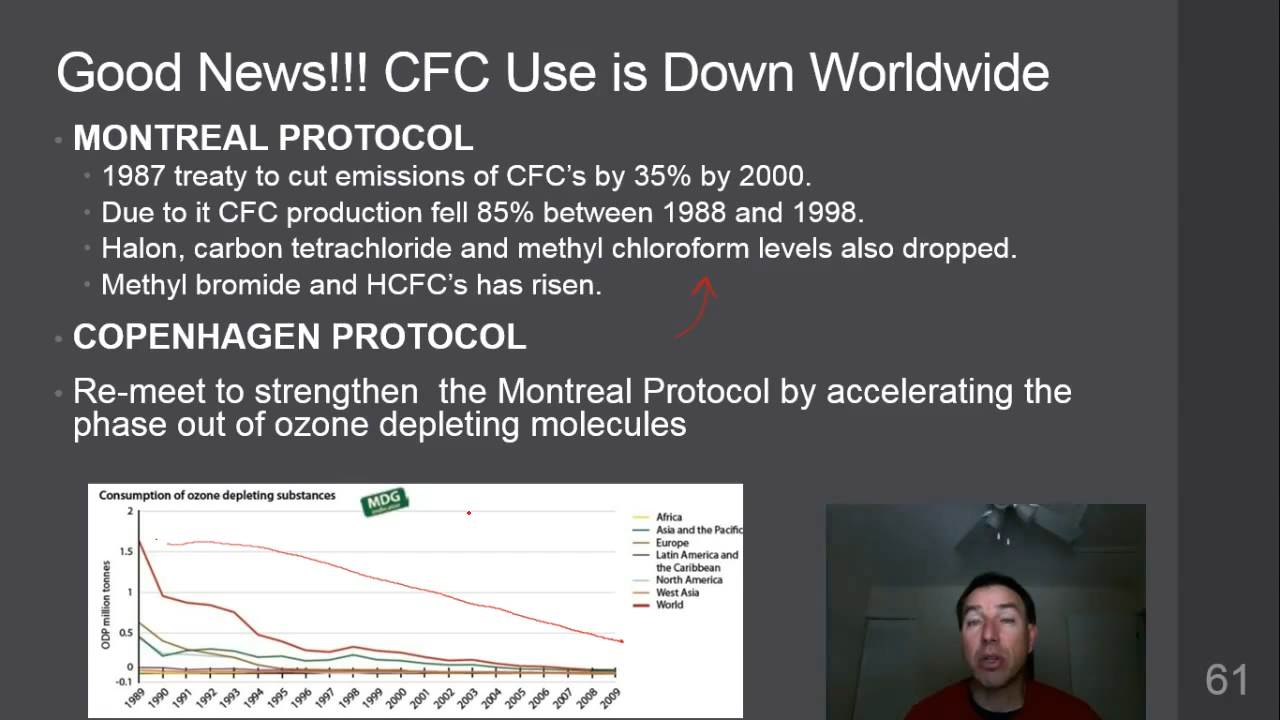 Good News!!! CFC Use is Down Worldwide
MONTREAL PROTOCOL
1987 treaty to cut emissions of CFC's by 35% by 2000.
Due to it CFC production fell 85% between 1988 and 1998.
Halon, carbon tetrachloride and methyl chloroform levels also dropped.
Methyl bromide and HCFC's has risen.
COPENHAGEN PROTOCOL
Re-meet to strengthen the Montreal Protocol by accelerating the
phase out of ozone depleting molecules
Consumption of ozone depleting substances
MDG
2
1.5
1
0.5
0
-0.1
ODP million tonnes
1989 1990 1991 1992 1993 1994 1995 1996 1997 1998 1999 2000 2001 2002 2003 2004 2005 2006 2007 2008 2009
Africa
Asia and the Pacific
Europe
Latin America and
the Caribbean
North America
West Asia
World
61